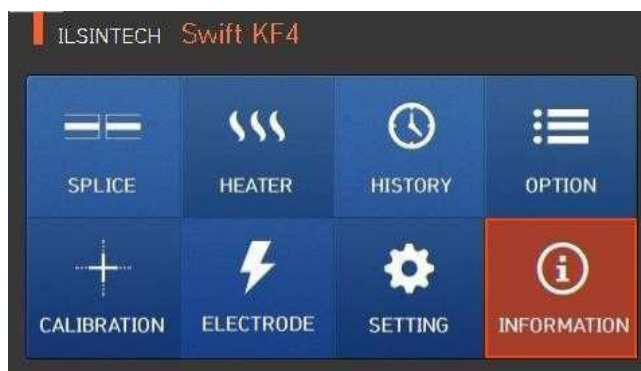 ILSINTECH Swift KF4
SPLICE HEATER HISTORY OPTION
CALIBRATION ELECTRODE SETTING INFORMATION